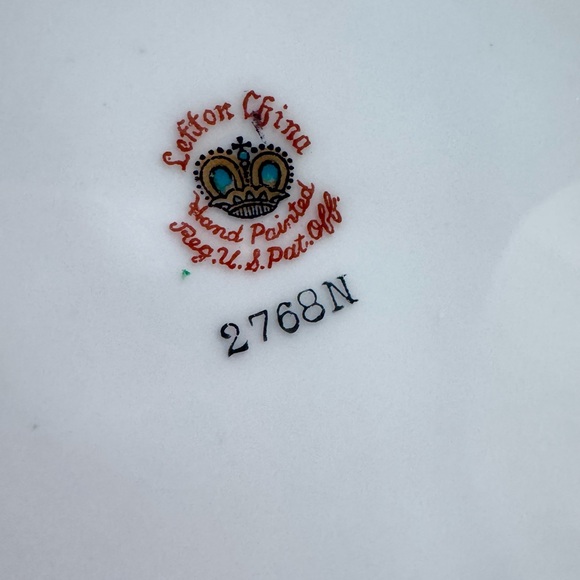 Lefton China
Hand Painted
Reg. U. S. Pat. Off.
2768N